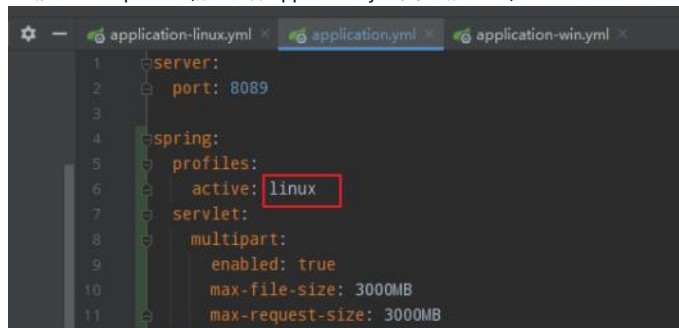 application-linux.yml application.yml application-win.yml
1 server:
2 port: 8089
3
4 spring:
5 profiles:
6 active: linux
7 servlet:
8 multipart:
9 enabled: true
10 max-file-size: 3000MB
11 max-request-size: 3000MB